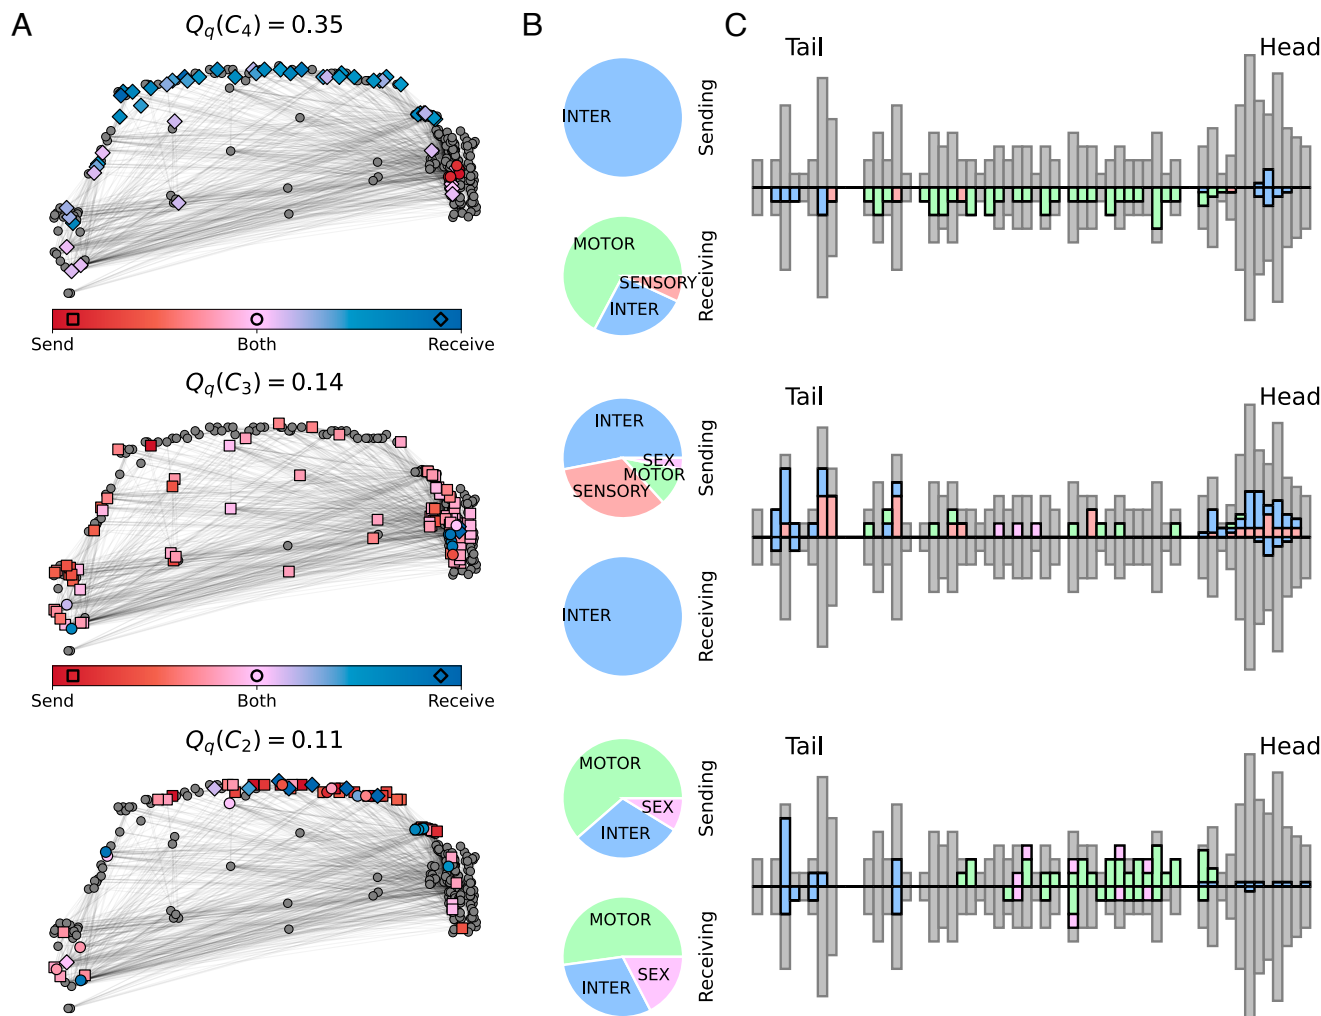 A
B
C
Q_q(C_4) = 0.35
Tail
Head
INTER
Sending
MOTOR
SENSORY
INTER
Receiving
Send
Both
Receive
Q_q(C_3) = 0.14
Tail
Head
INTER
SEX
MOTOR
SENSORY
Sending
INTER
Receiving
Send
Both
Receive
Q_q(C_2) = 0.11
Tail
Head
MOTOR
SEX
INTER
Sending
MOTOR
SEX
INTER
Receiving